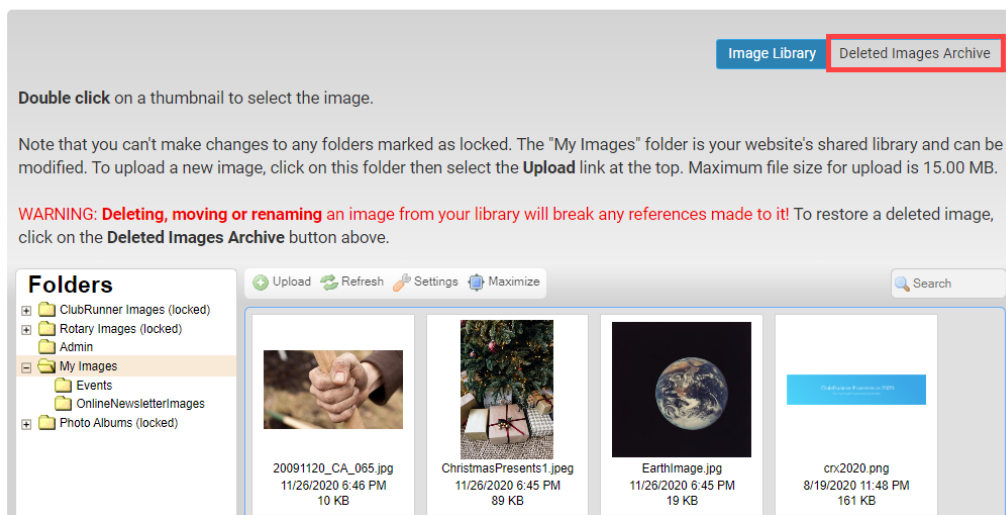 Image Library
Deleted Images Archive
Double click on a thumbnail to select the image.
Note that you can't make changes to any folders marked as locked. The "My Images" folder is your website's shared library and can be
modified. To upload a new image, click on this folder then select the Upload link at the top. Maximum file size for upload is 15.00 MB.
WARNING: Deleting, moving or renaming an image from your library will break any references made to it! To restore a deleted image,
click on the Deleted Images Archive button above.
Folders
ClubRunner Images (locked)
Rotary Images (locked)
Admin
My Images
Events
OnlineNewsletterImages
Photo Albums (locked)
Upload Refresh Settings Maximize
Search
20091120_CA_065.jpg
11/26/2020 6:46 PM
10 KB
ChristmasPresents1.jpeg
11/26/2020 6:45 PM
89 KB
EarthImage.jpg
11/26/2020 6:45 PM
19 KB
crx2020.png
8/19/2020 11:48 PM
161 KB